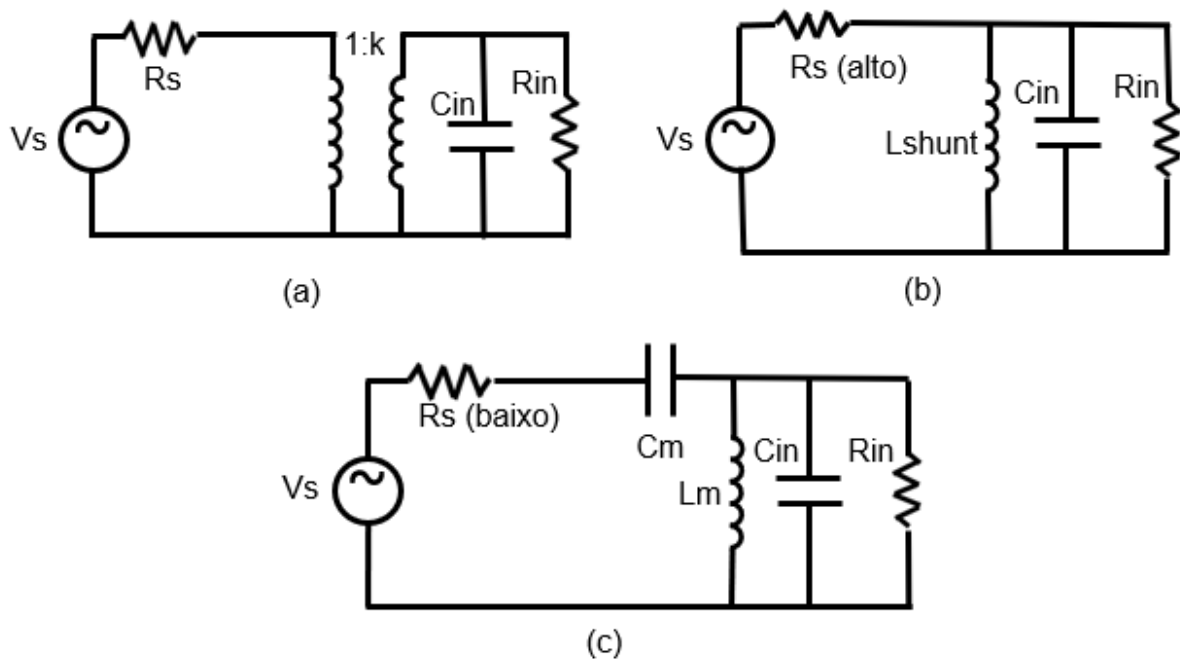 1:k
Rs
Cin
Rin
Vs
(a)
Rs (alto)
Cin
Rin
Vs
Lshunt
(b)
Rs (baixo)
Cm
Cin
Rin
Vs
Lm
(c)